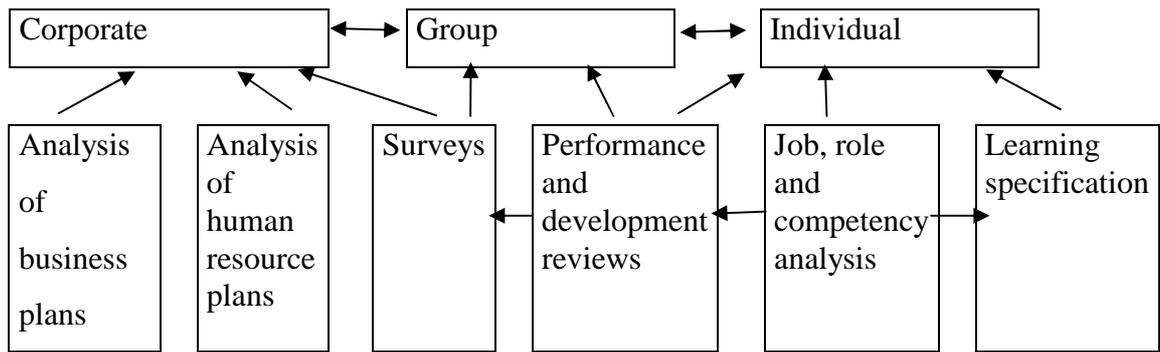 Corporate
Group
Individual
Analysis
of
business
plans
Analysis
of
human
resource
plans
Surveys
Performance
and
development
reviews
Job, role
and
competency
analysis
Learning
specification